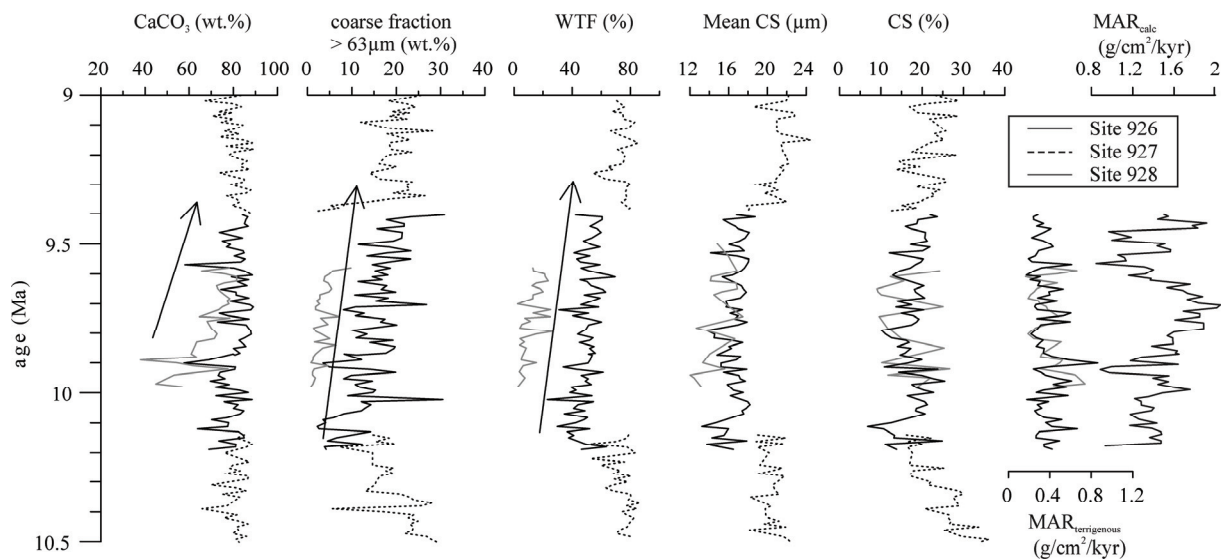 CaCO₃ (wt.%)
coarse fraction
> 63µm (wt.%)
WTF (%)
Mean CS (µm)
CS (%)
MARcalc
(g/cm²/kyr)
20 40 60 80 100
0 10 20 30 40
0 40 80
12 16 20 24
0 10 20 30 40
0.8 1.2 1.6 2
9
9.5
10
10.5
age (Ma)
Site 926
Site 927
Site 928
0 0.4 0.8 1.2
MARterrigenous
(g/cm²/kyr)